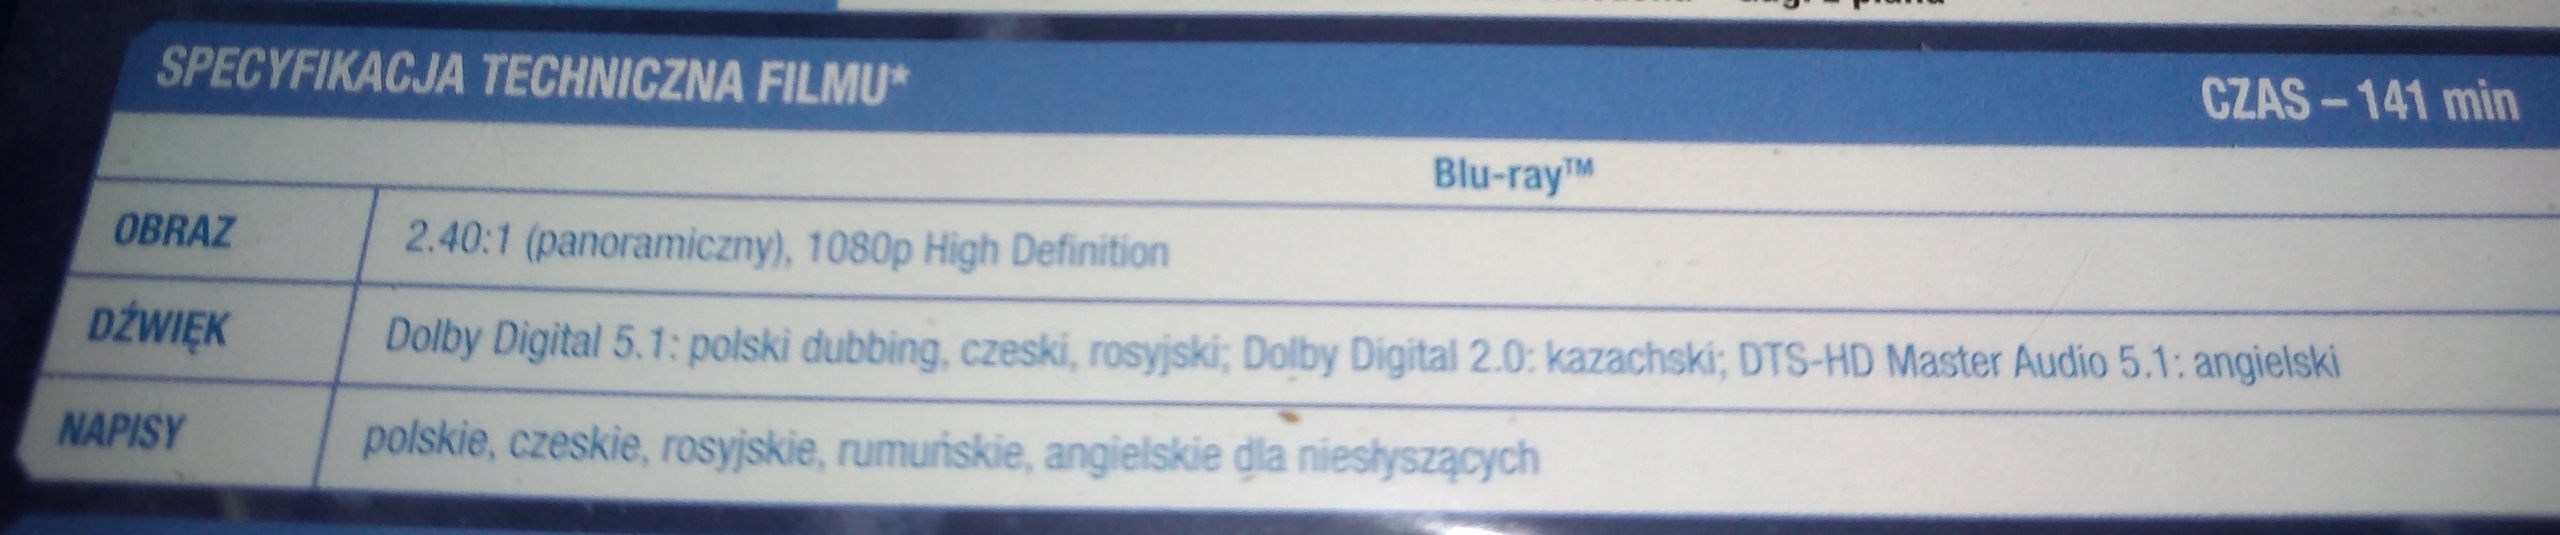 SPECYFIKACJA TECHNICZNA FILMU* CZAS – 141 min
Blu-ray™
OBRAZ 2.40:1 (panoramiczny), 1080p High Definition
DŹWIĘK Dolby Digital 5.1: polski dubbing, czeski, rosyjski; Dolby Digital 2.0: kazachski; DTS-HD Master Audio 5.1: angielski
NAPISY polskie, czeskie, rosyjskie, rumuńskie, angielskie dla niesłyszących